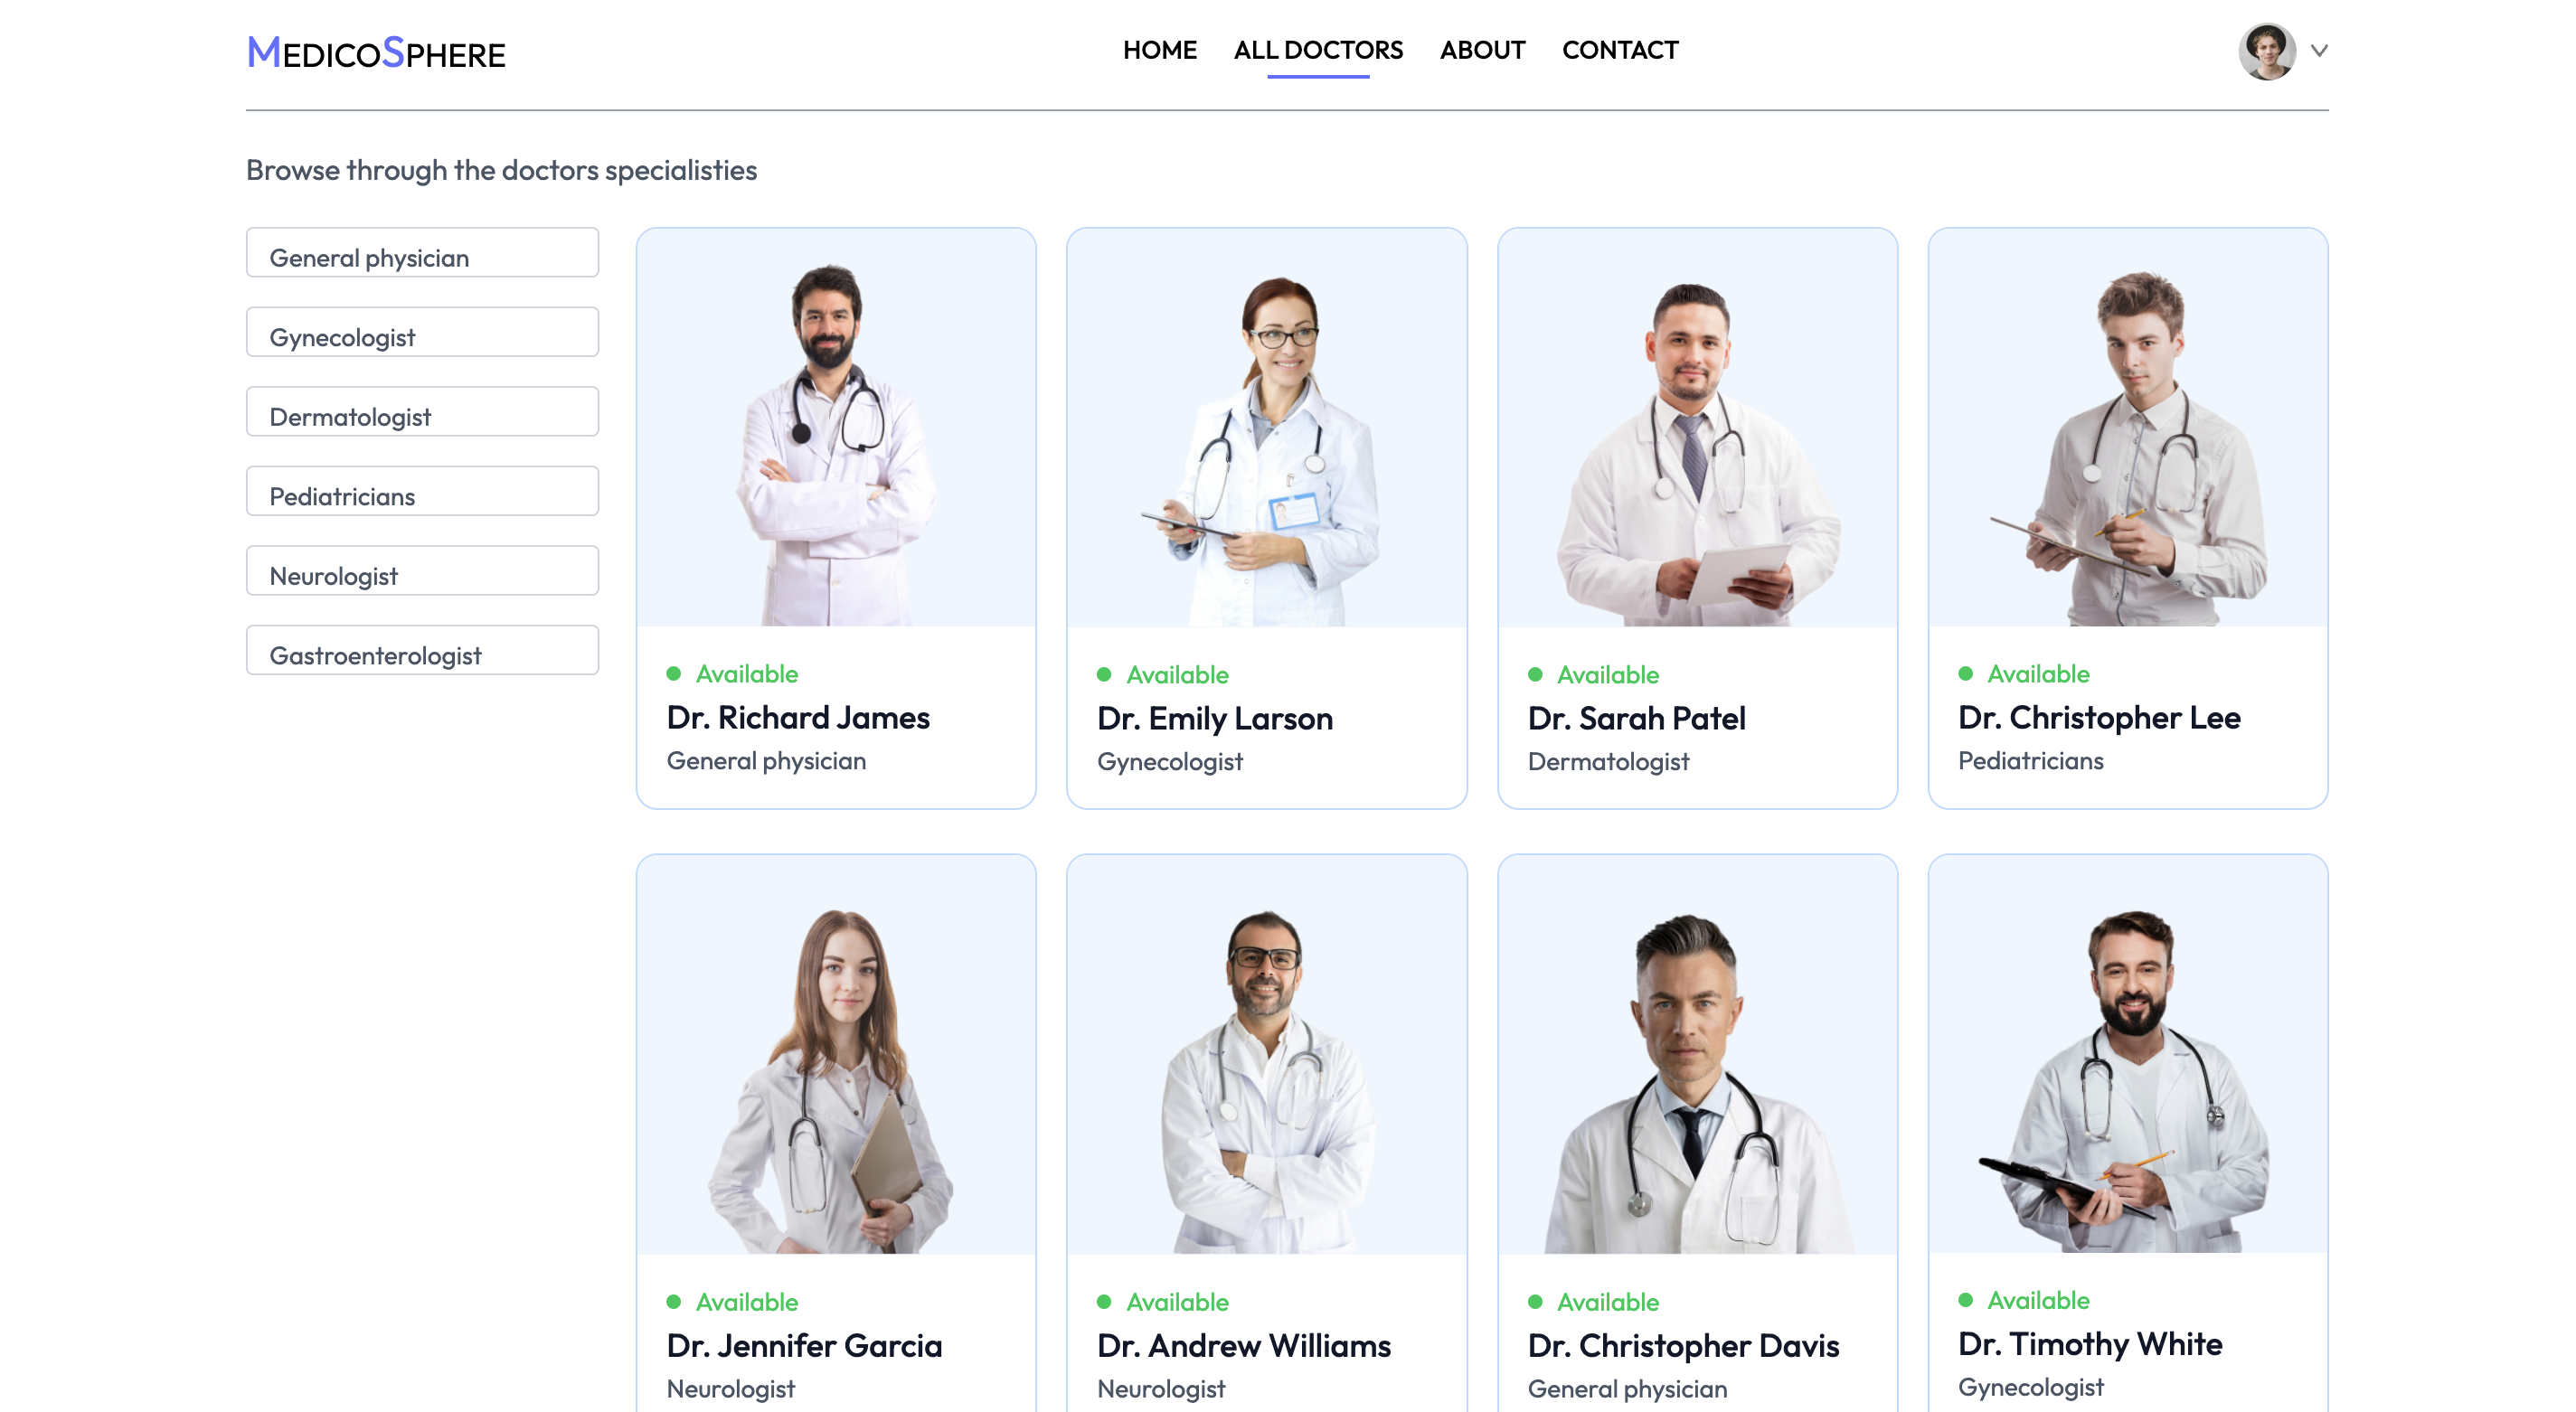 MEDICOSPHERE
HOME ALL DOCTORS ABOUT CONTACT
Browse through the doctors specialisties
General physician
Gynecologist
Dermatologist
Pediatricians
Neurologist
Gastroenterologist
Available
Dr. Richard James
General physician
Available
Dr. Emily Larson
Gynecologist
Available
Dr. Sarah Patel
Dermatologist
Available
Dr. Christopher Lee
Pediatricians
Available
Dr. Jennifer Garcia
Neurologist
Available
Dr. Andrew Williams
Neurologist
Available
Dr. Christopher Davis
General physician
Available
Dr. Timothy White
Gynecologist